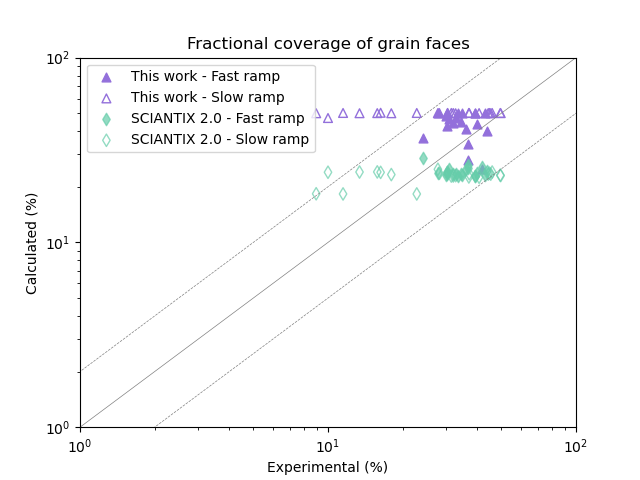 Fractional coverage of grain faces
10²
This work - Fast ramp
This work - Slow ramp
SCIANTIX 2.0 - Fast ramp
SCIANTIX 2.0 - Slow ramp
Calculated (%)
10¹
10⁰
10⁰ 10¹ 10²
Experimental (%)